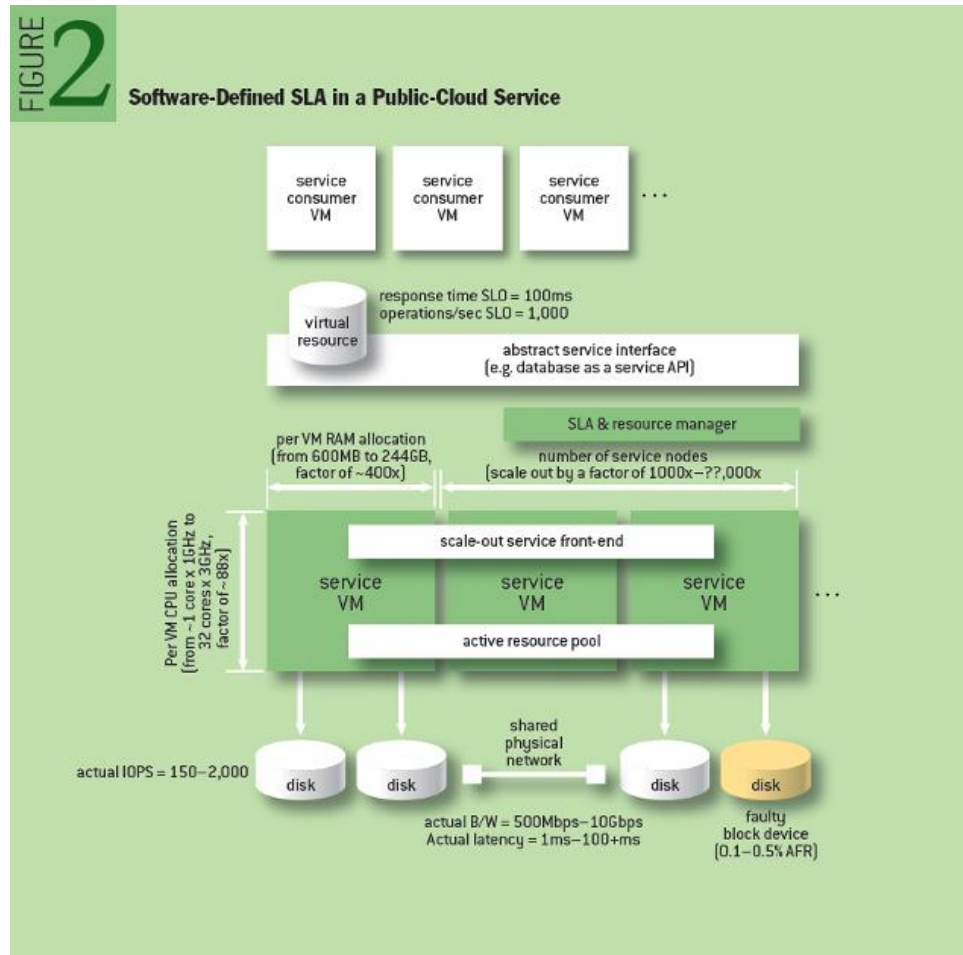 FIGURE
2
Software-Defined SLA in a Public-Cloud Service
service
consumer
VM
service
consumer
VM
service
consumer
VM
...
virtual
resource
response time SLO = 100ms
operations/sec SLO = 1,000
abstract service interface
(e.g. database as a service API)
SLA & resource manager
per VM RAM allocation
(from 600MB to 244GB,
factor of ~400x)
number of service nodes
(scale out by a factor of 1000x–??,000x
Per VM CPU allocation
(from ~1 core x 1GHz to
32 cores x 3GHz,
factor of ~88x)
scale-out service front-end
service
VM
service
VM
service
VM
...
active resource pool
actual IOPS = 150–2,000
disk
disk
shared
physical
network
disk
disk
actual B/W = 500Mbps–10Gbps
Actual latency = 1ms–100+ms
faulty
block device
(0.1–0.5% AFR)